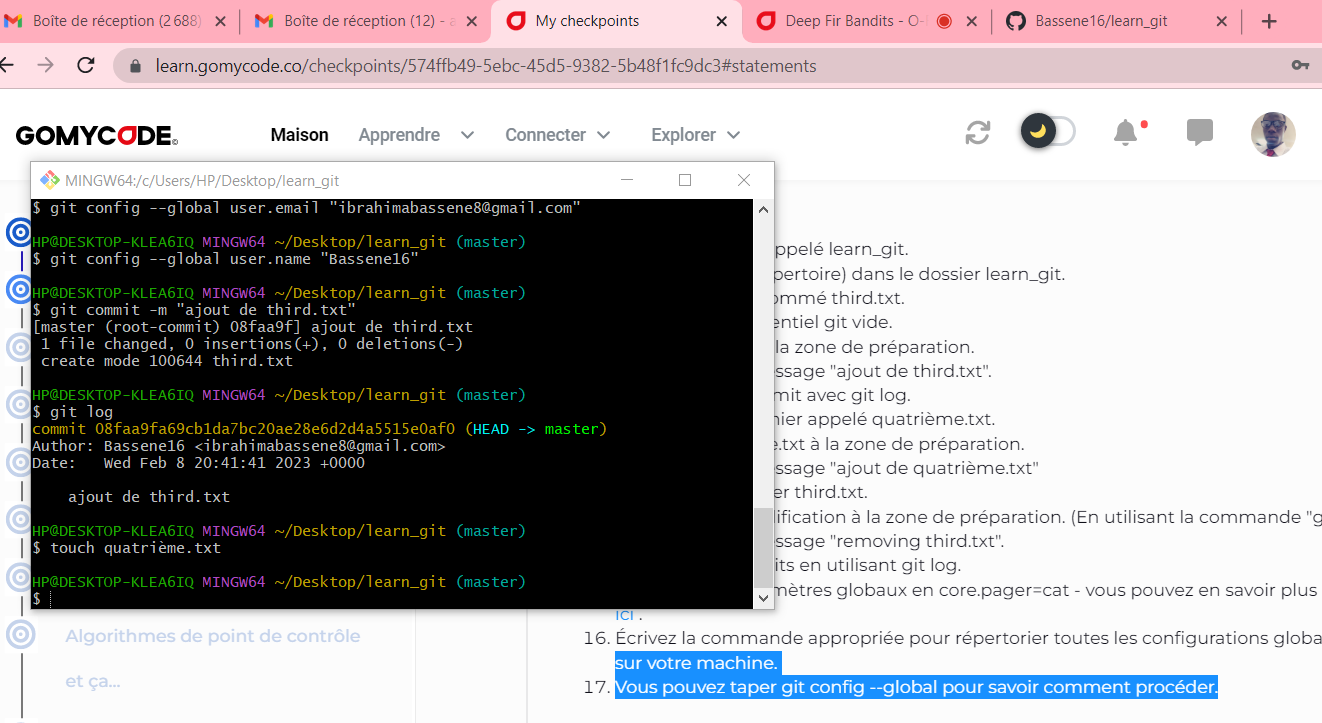 Boîte de réception (2 688)
Boîte de réception (12) - a
My checkpoints
Deep Fir Bandits - O-
Bassene16/learn_git
learn.gomycode.co/checkpoints/574ffb49-5ebc-45d5-9382-5b48f1fc9dc3#statements
GOMYCODE
Maison
Apprendre
Connecter
Explorer
MINGW64:/c/Users/HP/Desktop/learn_git
$ git config --global user.email "ibrahimabassene8@gmail.com"
HP@DESKTOP-KLEA6IQ MINGW64 ~/Desktop/learn_git (master)
$ git config --global user.name "Bassene16"
HP@DESKTOP-KLEA6IQ MINGW64 ~/Desktop/learn_git (master)
$ git commit -m "ajout de third.txt"
[master (root-commit) 08faa9f] ajout de third.txt
1 file changed, 0 insertions(+), 0 deletions(-)
create mode 100644 third.txt
HP@DESKTOP-KLEA6IQ MINGW64 ~/Desktop/learn_git (master)
$ git log
commit 08faa9fa69cb1da7bc20ae28e6d2d4a5515e0af0 (HEAD -> master)
Author: Bassene16 <ibrahimabassene8@gmail.com>
Date: Wed Feb 8 20:41:41 2023 +0000
ajout de third.txt
HP@DESKTOP-KLEA6IQ MINGW64 ~/Desktop/learn_git (master)
$ touch quatrième.txt
HP@DESKTOP-KLEA6IQ MINGW64 ~/Desktop/learn_git (master)
$
ppelé learn_git.
pertoire) dans le dossier learn_git.
ommé third.txt.
entiel git vide.
la zone de préparation.
essage "ajout de third.txt".
mit avec git log.
nier appelé quatrième.txt.
e.txt à la zone de préparation.
essage "ajout de quatrième.txt"
er third.txt.
lification à la zone de préparation. (En utilisant la commande "g
essage "removing third.txt".
its en utilisant git log.
mètres globaux en core.pager=cat - vous pouvez en savoir plus
ici .
16. Écrivez la commande appropriée pour répertorier toutes les configurations globa
sur votre machine.
17. Vous pouvez taper git config --global pour savoir comment procéder.
Algorithmes de point de contrôle
et ça...